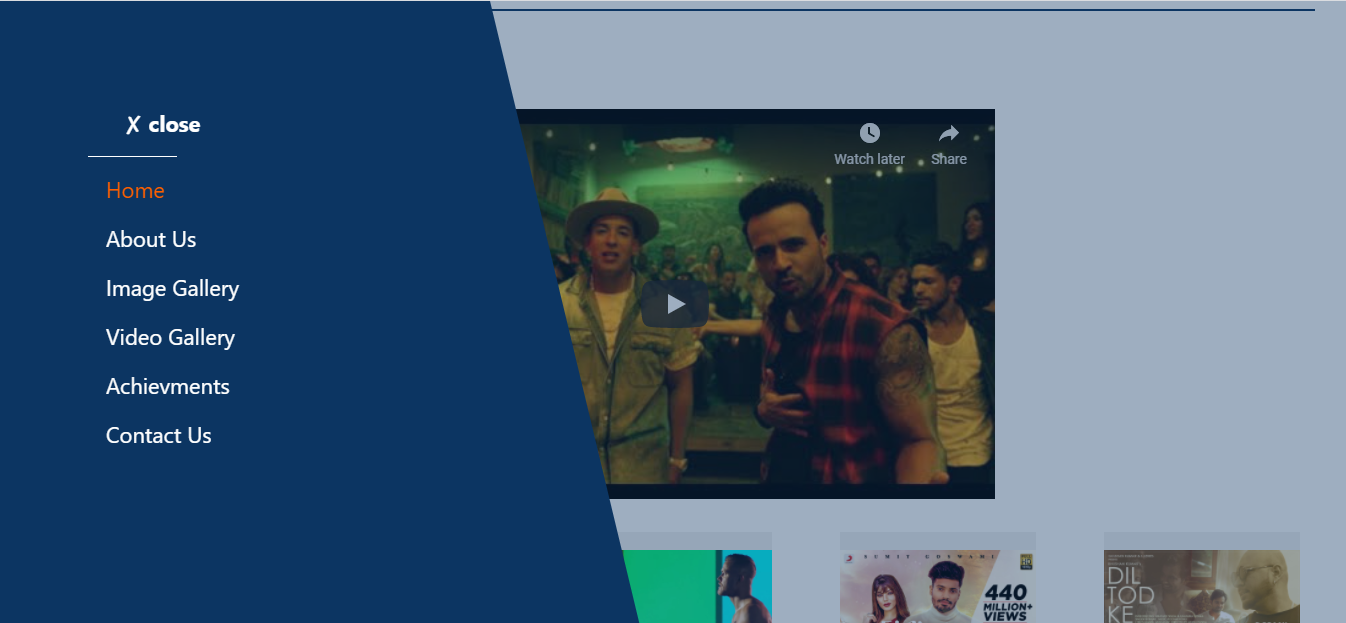 ✗ close
Home
About Us
Image Gallery
Video Gallery
Achievments
Contact Us
Watch later
Share
SUMIT GOSWAMI
440
MILLION+
VIEWS
DIL
TOD
KE